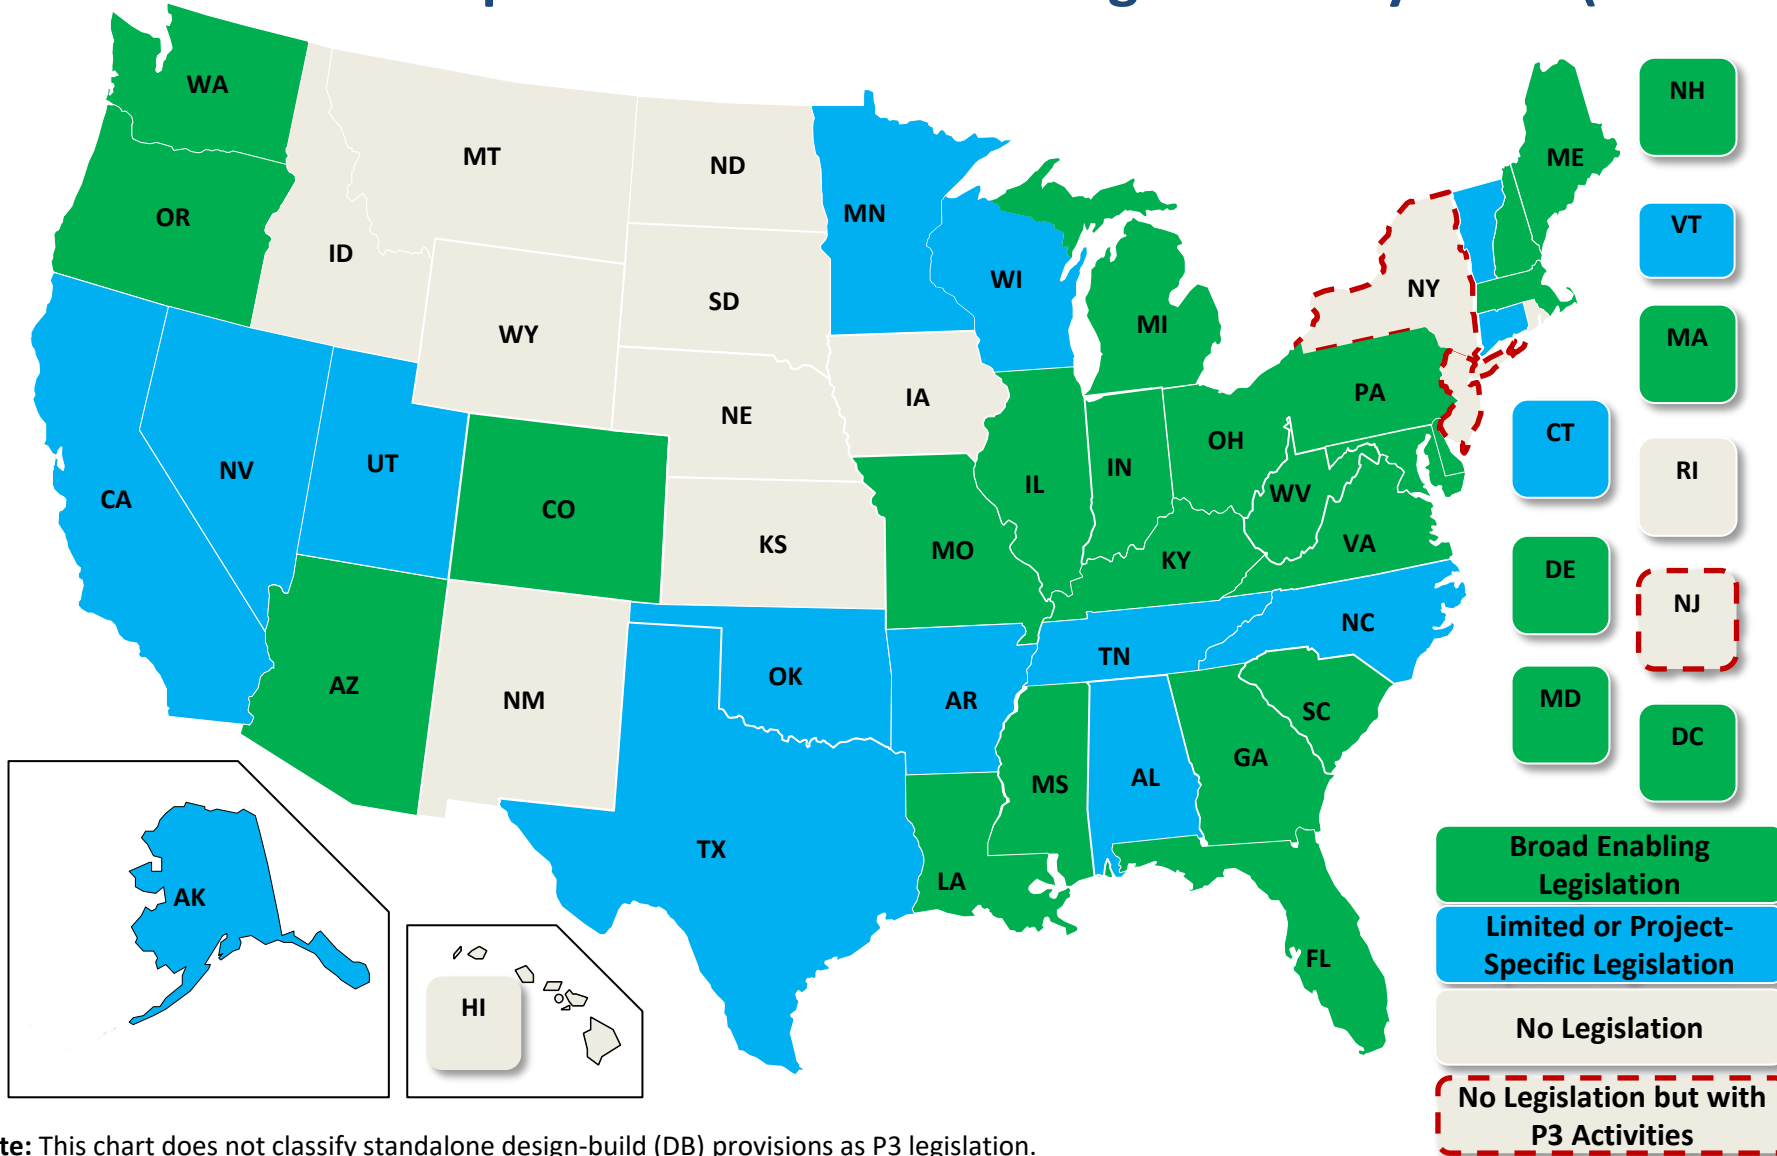 WA
MT
ND
MN
ME
NH
OR
ID
SD
WI
NY
VT
WY
MI
MA
IA
NE
PA
CT
NV
UT
OH
IN
IL
RI
CA
CO
WV
KS
MO
KY
VA
DE
NJ
NC
TN
AZ
OK
NM
AR
SC
MD
DC
GA
MS
AL
TX
LA
AK
FL
HI
Broad Enabling
Legislation
Limited or Project-
Specific Legislation
No Legislation
No Legislation but with
P3 Activities
This chart does not classify standalone design-build (DB) provisions as P3 legislation.